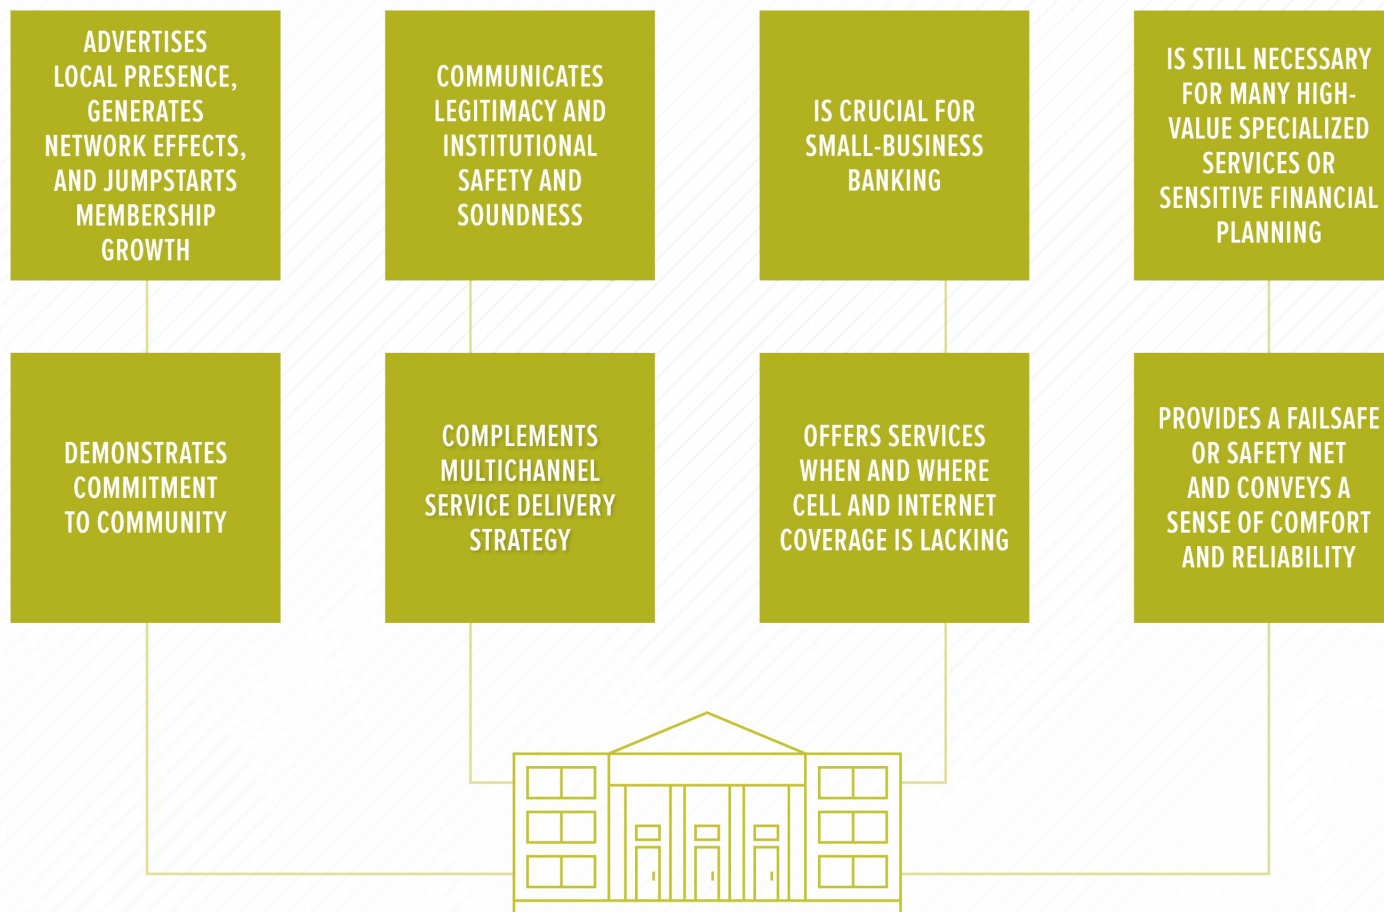 ADVERTISES
LOCAL PRESENCE,
GENERATES
NETWORK EFFECTS,
AND JUMPSTARTS
MEMBERSHIP
GROWTH
COMMUNICATES
LEGITIMACY AND
INSTITUTIONAL
SAFETY AND
SOUNDNESS
IS CRUCIAL FOR
SMALL-BUSINESS
BANKING
IS STILL NECESSARY
FOR MANY HIGH-
VALUE SPECIALIZED
SERVICES OR
SENSITIVE FINANCIAL
PLANNING
DEMONSTRATES
COMMITMENT
TO COMMUNITY
COMPLEMENTS
MULTICHANNEL
SERVICE DELIVERY
STRATEGY
OFFERS SERVICES
WHEN AND WHERE
CELL AND INTERNET
COVERAGE IS LACKING
PROVIDES A FAILSAFE
OR SAFETY NET
AND CONVEYS A
SENSE OF COMFORT
AND RELIABILITY